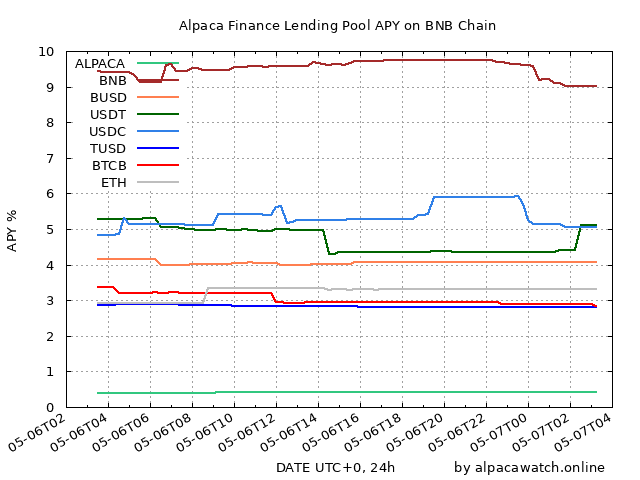 Alpaca Finance Lending Pool APY on BNB Chain
APY %
10
9
8
7
6
5
4
3
2
1
0
ALPACA
BNB
BUSD
USDT
USDC
TUSD
BTCB
ETH
05-06T02
05-06T04
05-06T06
05-06T08
05-06T10
05-06T12
05-06T14
05-06T16
05-06T18
05-06T20
05-06T22
05-07T00
05-07T02
05-07T04
DATE UTC+0, 24h
by alpacawatch.online